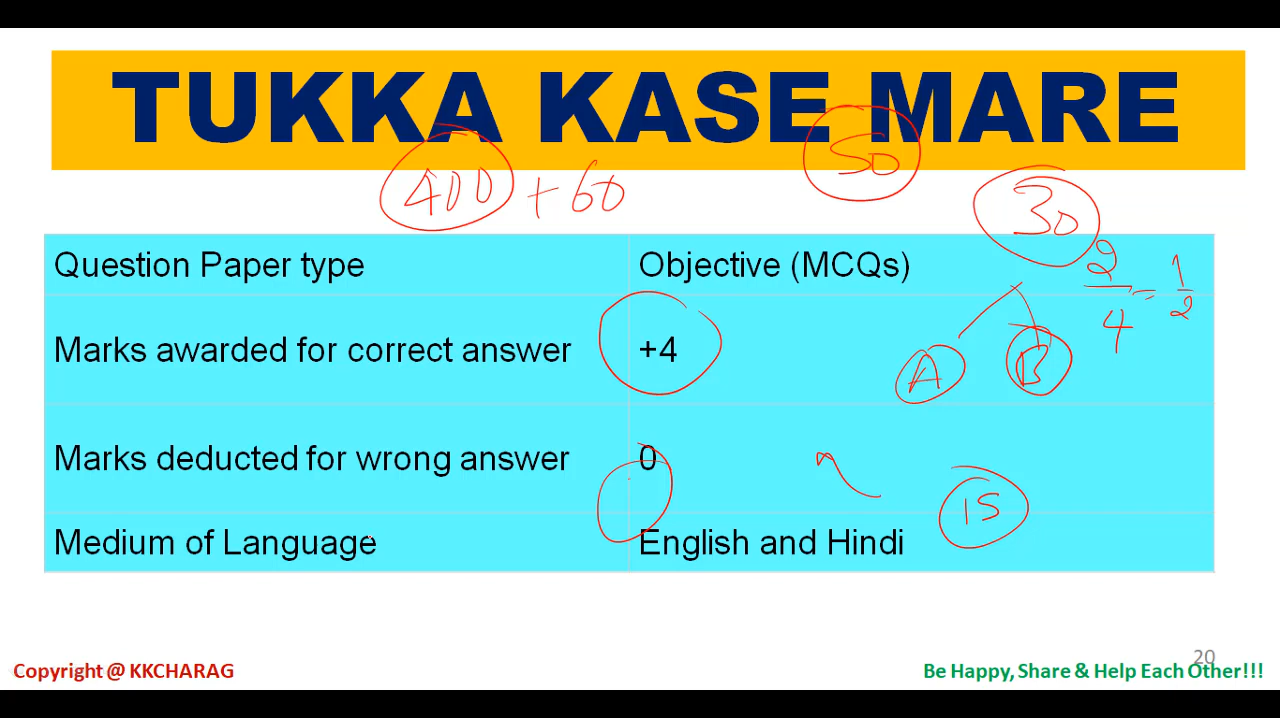 TUKKA KASE MARE
50
400 + 60
30
2/4 = 1/2
Question Paper type Objective (MCQs)
Marks awarded for correct answer +4
A B
Marks deducted for wrong answer 0
15
Medium of Language English and Hindi
20
Copyright @ KKCHARAG Be Happy, Share & Help Each Other!!!